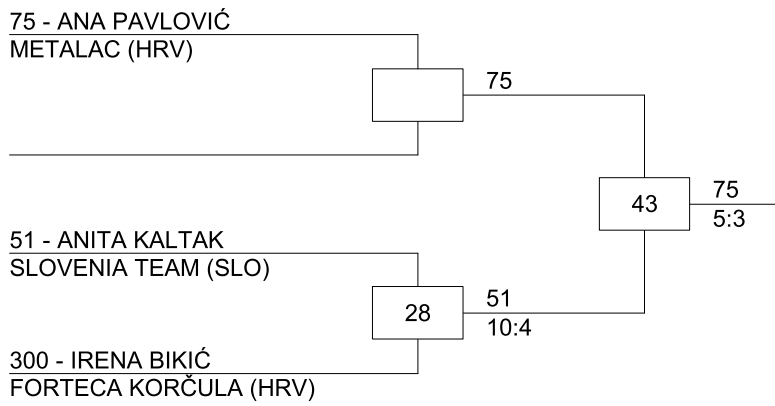 75 - ANA PAVLOVIĆ
METALAC (HRV)
75
43
75
5:3
51 - ANITA KALTAK
SLOVENIA TEAM (SLO)
28
51
10:4
300 - IRENA BIKIĆ
FORTECA KORČULA (HRV)